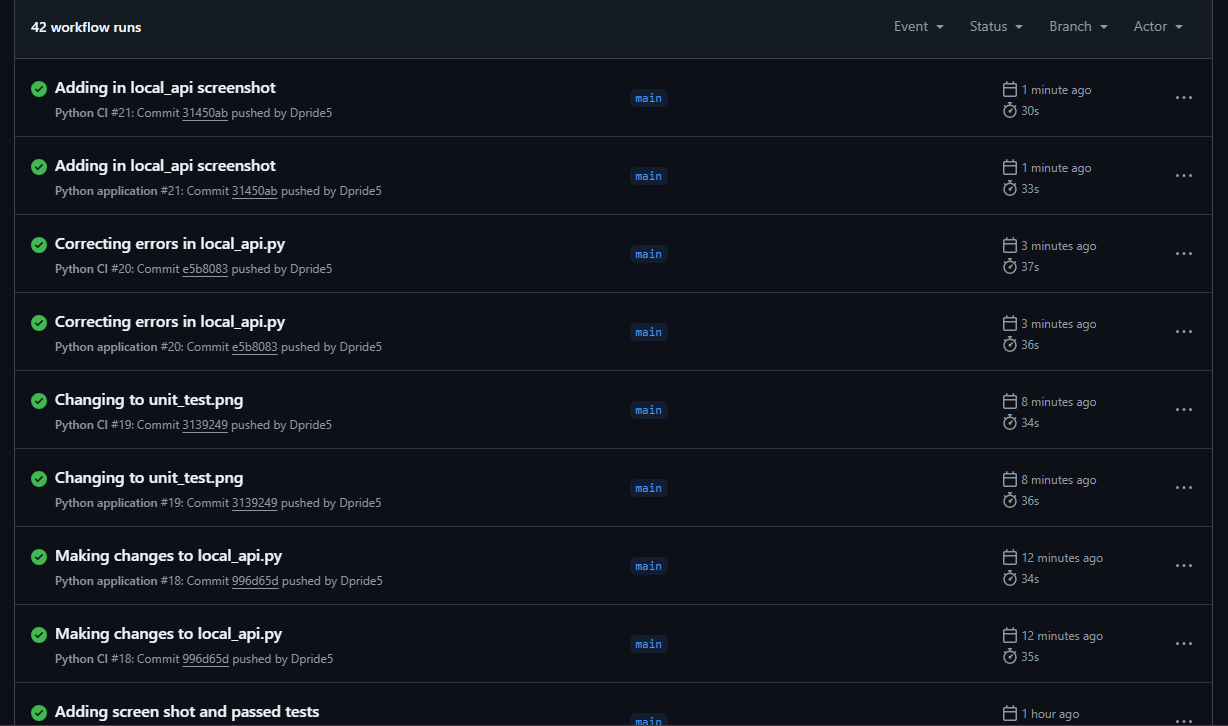 42 workflow runs
Event Status Branch Actor
Adding in local_api screenshot
Python CI #21: Commit 31450ab pushed by Dpride5
main
1 minute ago
30s
Adding in local_api screenshot
Python application #21: Commit 31450ab pushed by Dpride5
main
1 minute ago
33s
Correcting errors in local_api.py
Python CI #20: Commit e5b8083 pushed by Dpride5
main
3 minutes ago
37s
Correcting errors in local_api.py
Python application #20: Commit e5b8083 pushed by Dpride5
main
3 minutes ago
36s
Changing to unit_test.png
Python CI #19: Commit 3139249 pushed by Dpride5
main
8 minutes ago
34s
Changing to unit_test.png
Python application #19: Commit 3139249 pushed by Dpride5
main
8 minutes ago
36s
Making changes to local_api.py
Python application #18: Commit 996d65d pushed by Dpride5
main
12 minutes ago
34s
Making changes to local_api.py
Python CI #18: Commit 996d65d pushed by Dpride5
main
12 minutes ago
35s
Adding screen shot and passed tests
main
1 hour ago